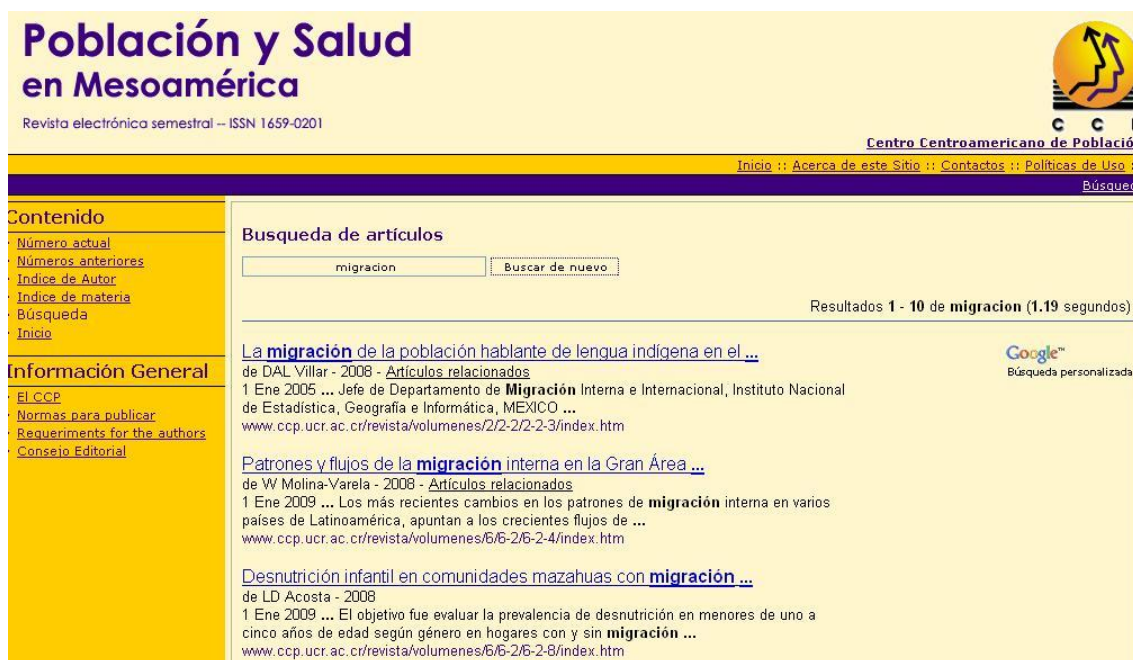 Población y Salud
en Mesoamérica
Revista electrónica semestral -- ISSN 1659-0201
C C
Centro Centroamericano de Població
Inicio :: Acerca de este Sitio :: Contactos :: Políticas de Uso :
Búsqued
Contenido
· Número actual
· Números anteriores
· Indice de Autor
· Indice de materia
· Búsqueda
· Inicio
Información General
· El CCP
· Normas para publicar
· Requeriments for the authors
· Consejo Editorial
Busqueda de artículos
migracion Buscar de nuevo
Resultados 1 - 10 de migracion (1.19 segundos)
Google™
Búsqueda personalizada
La migración de la población hablante de lengua indígena en el ...
de DAL Villar - 2008 - Artículos relacionados
1 Ene 2005 ... Jefe de Departamento de Migración Interna e Internacional, Instituto Nacional
de Estadística, Geografía e Informática, MEXICO ...
www.ccp.ucr.ac.cr/revista/volumenes/2/2-2/2-2-3/index.htm
Patrones y flujos de la migración interna en la Gran Área ...
de W Molina-Varela - 2008 - Artículos relacionados
1 Ene 2009 ... Los más recientes cambios en los patrones de migración interna en varios
países de Latinoamérica, apuntan a los crecientes flujos de ...
www.ccp.ucr.ac.cr/revista/volumenes/6/6-2/6-2-4/index.htm
Desnutrición infantil en comunidades mazahuas con migración ...
de LD Acosta - 2008
1 Ene 2009 ... El objetivo fue evaluar la prevalencia de desnutrición en menores de uno a
cinco años de edad según género en hogares con y sin migración ...
www.ccp.ucr.ac.cr/revista/volumenes/6/6-2/6-2-8/index.htm